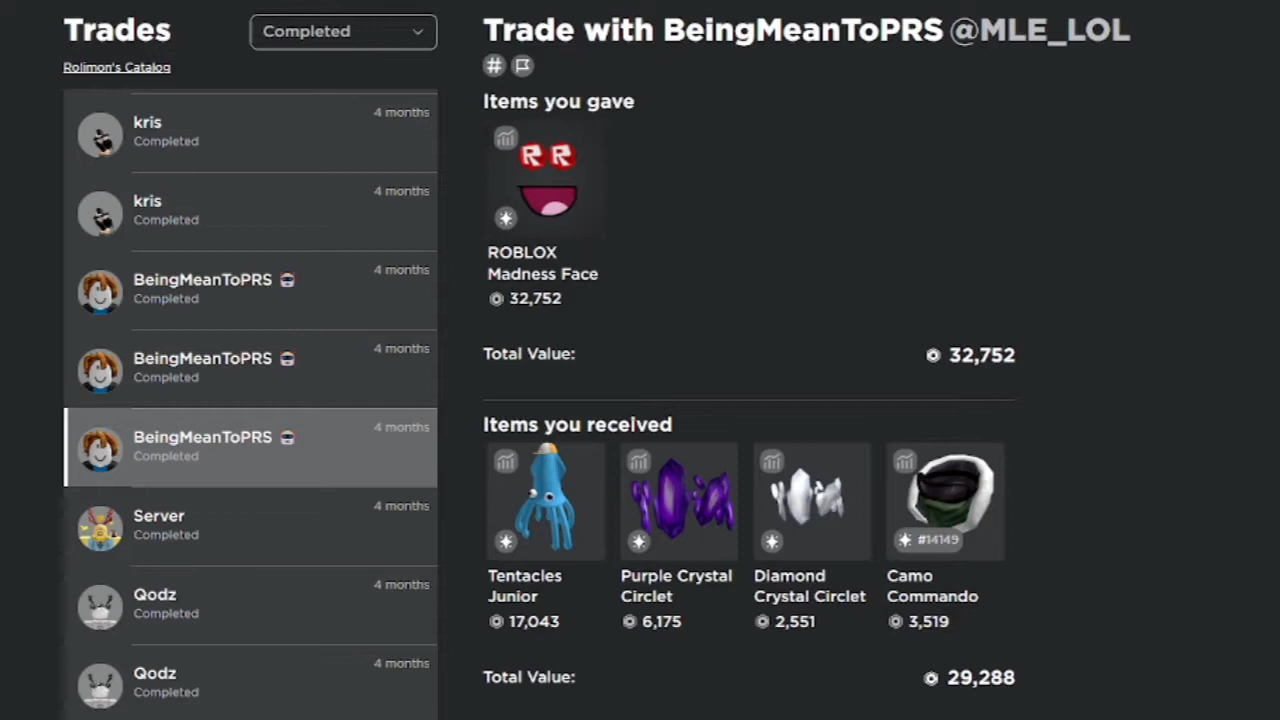 Trades
Completed
Rolimon's Catalog
kris
Completed
4 months
kris
Completed
4 months
BeingMeanToPRS
Completed
4 months
BeingMeanToPRS
Completed
4 months
BeingMeanToPRS
Completed
4 months
Server
Completed
4 months
Qodz
Completed
4 months
Qodz
Completed
4 months
Trade with BeingMeanToPRS @MLE_LOL
#
Items you gave
R R
ROBLOX
Madness Face
32,752
Total Value:
32,752
Items you received
#14149
Tentacles
Junior
17,043
Purple Crystal
Circlet
6,175
Diamond
Crystal Circlet
2,551
Camo
Commando
3,519
Total Value:
29,288